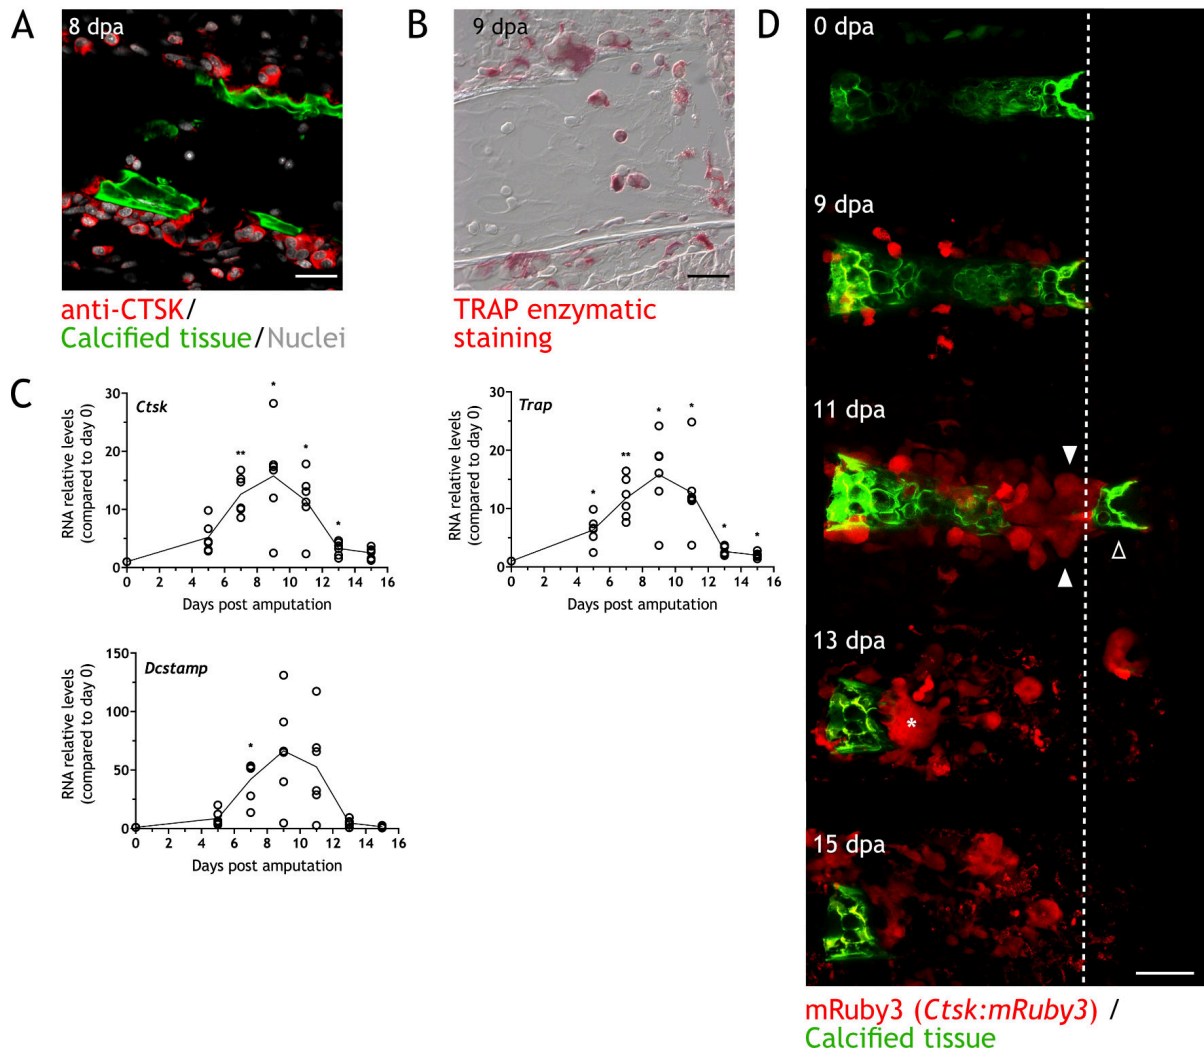 A
8 dpa
anti-CTSK/
Calcified tissue/Nuclei
B
9 dpa
TRAP enzymatic
staining
C
RNA relative levels
(compared to day 0)
30
20
10
0
Ctsk
**
*
*
*
0 2 4 6 8 10 12 14 16
Days post amputation
RNA relative levels
(compared to day 0)
30
20
10
0
Trap
*
**
*
*
*
*
0 2 4 6 8 10 12 14 16
Days post amputation
RNA relative levels
(compared to day 0)
150
100
50
0
Dcstamp
*
0 2 4 6 8 10 12 14 16
Days post amputation
D
0 dpa
9 dpa
11 dpa
13 dpa
*
15 dpa
mRuby3 (Ctsk:mRuby3) /
Calcified tissue